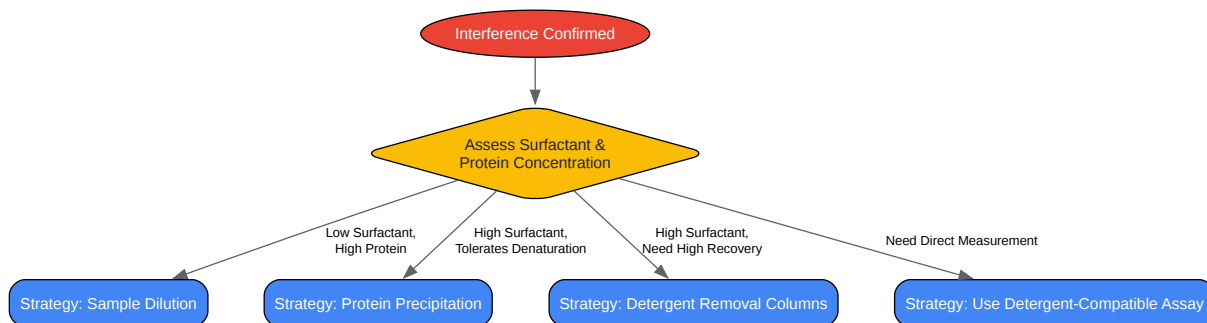 Interference Confirmed
Assess Surfactant &
Protein Concentration
Low Surfactant,
High Protein
High Surfactant,
Tolerates Denaturation
High Surfactant,
Need High Recovery
Need Direct Measurement
Strategy: Sample Dilution
Strategy: Protein Precipitation
Strategy: Detergent Removal Columns
Strategy: Use Detergent-Compatible Assay